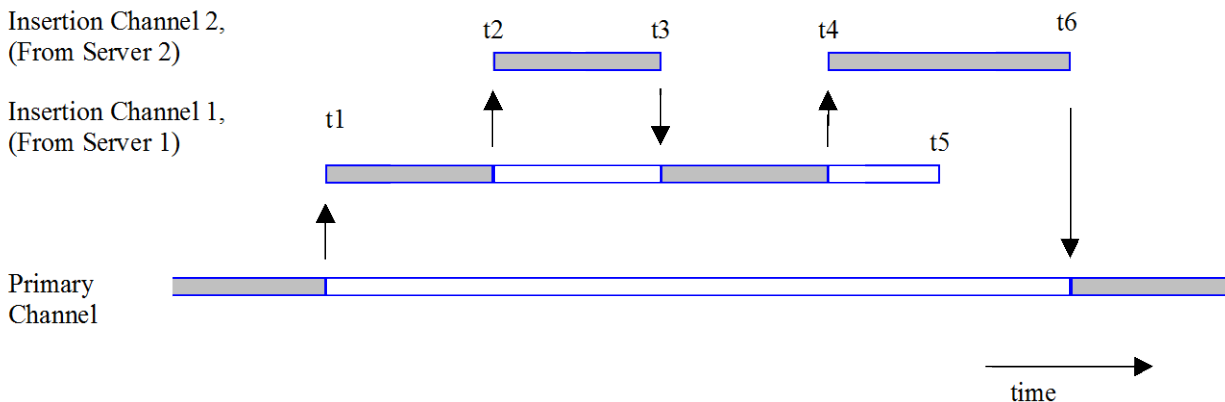 Insertion Channel 2,
(From Server 2)
t2
t3
t4
t6
Insertion Channel 1,
(From Server 1)
t1
t5
Primary
Channel
time